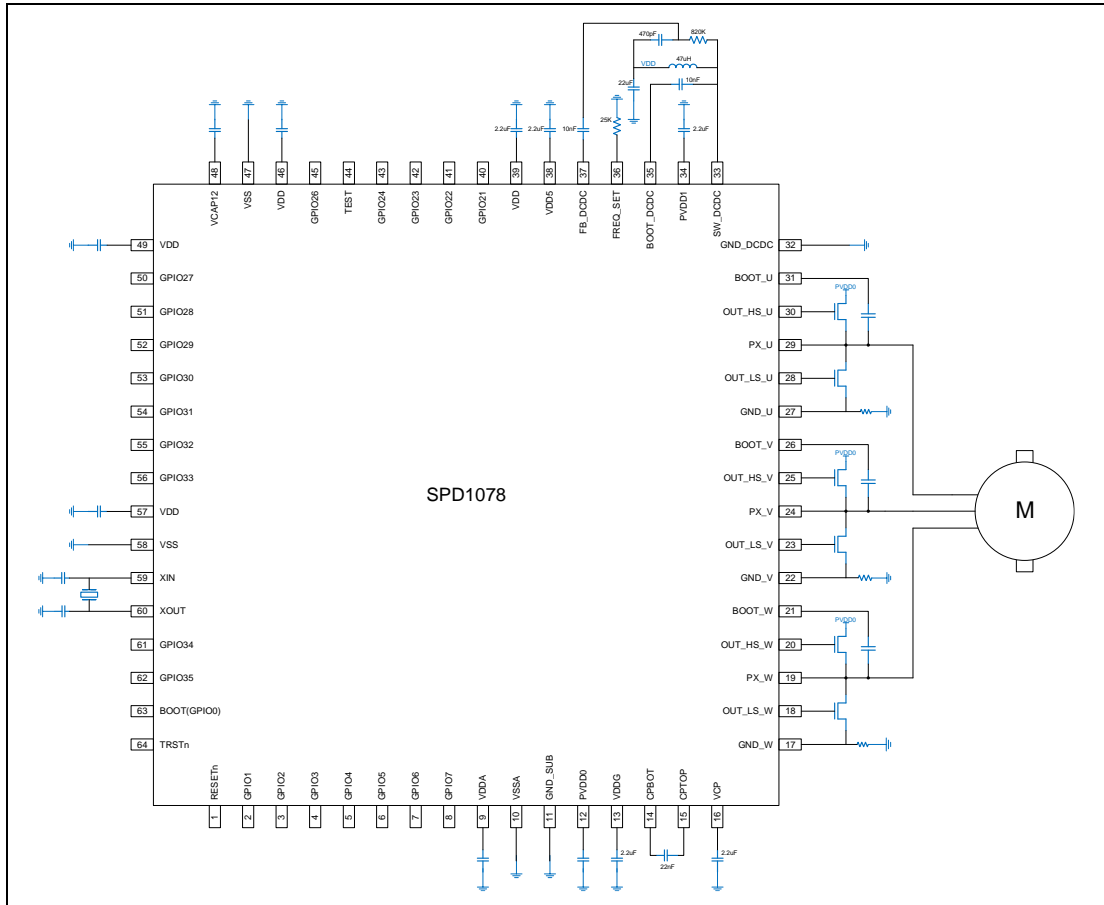 470pF
820K
VDD
47uH
22uF
10nF
2.2uF
2.2uF
10nF
25K
2.2uF
48
47
46
45
44
43
42
41
40
39
38
37
36
35
34
33
VCAP12
VSS
VDD
GPIO26
TEST
GPIO24
GPIO23
GPIO22
GPIO21
VDD
VDD5
FB_DCDC
FREQ_SET
BOOT_DCDC
PVDD1
SW_DCDC
49 VDD
50 GPIO27
51 GPIO28
52 GPIO29
53 GPIO30
54 GPIO31
55 GPIO32
56 GPIO33
57 VDD
58 VSS
59 XIN
60 XOUT
61 GPIO34
62 GPIO35
63 BOOT(GPIO0)
64 TRSTn
SPD1078
GND_DCDC 32
BOOT_U 31
PVDD0
OUT_HS_U 30
PX_U 29
OUT_LS_U 28
GND_U 27
BOOT_V 26
PVDD0
OUT_HS_V 25
PX_V 24
OUT_LS_V 23
GND_V 22
BOOT_W 21
PVDD0
OUT_HS_W 20
PX_W 19
OUT_LS_W 18
GND_W 17
M
RESETn
GPIO1
GPIO2
GPIO3
GPIO4
GPIO5
GPIO6
GPIO7
VDDA
VSSA
GND_SUB
PVDD0
VDDG
CPBOT
CPTOP
VCP
1
2
3
4
5
6
7
8
9
10
11
12
13
14
15
16
2.2uF
22nF
2.2uF